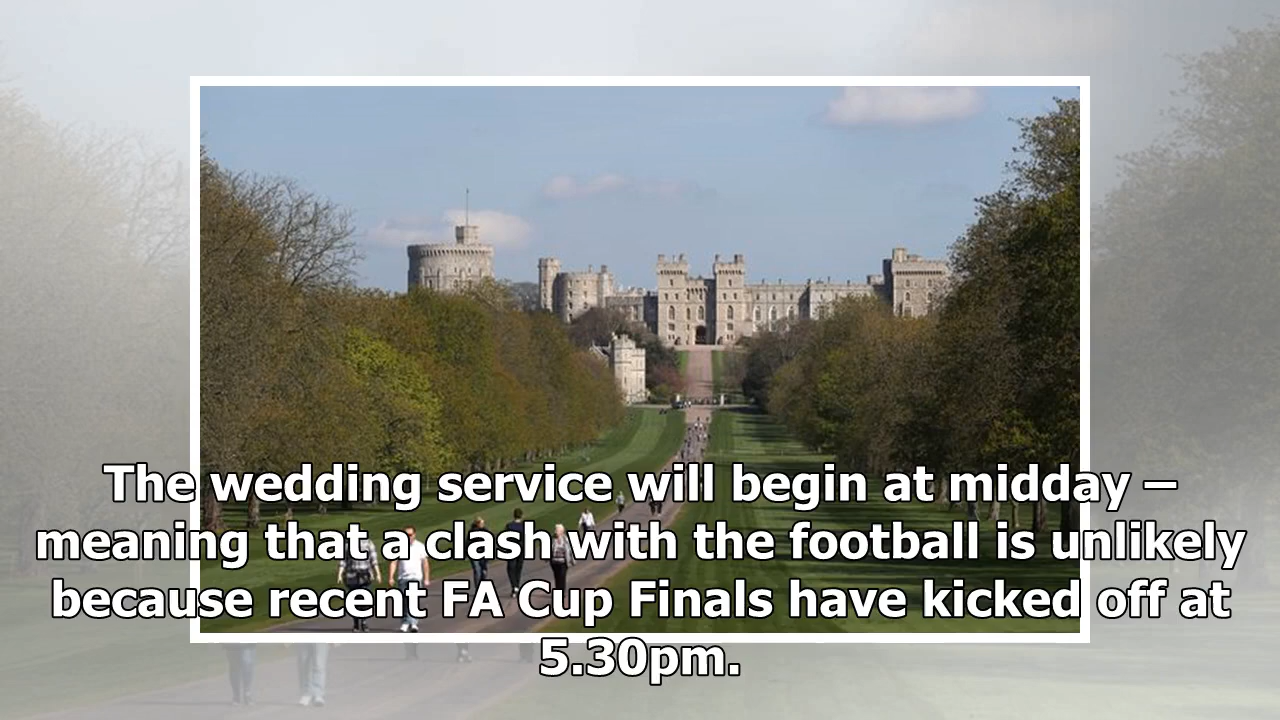 The wedding service will begin at midday –
meaning that a clash with the football is unlikely
because recent FA Cup Finals have kicked off at
5.30pm.